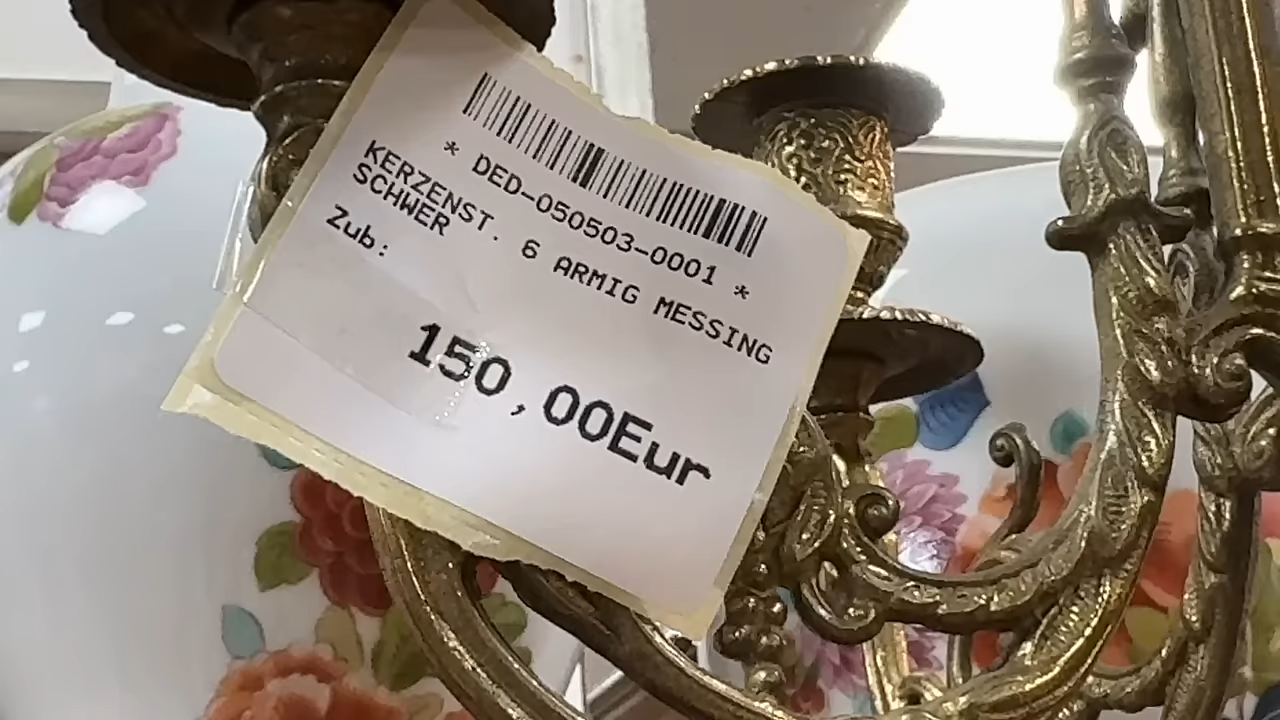 * DED-050503-0001 *
KERZENST. 6 ARMIG MESSING
SCHWER
Zub:
150,00Eur